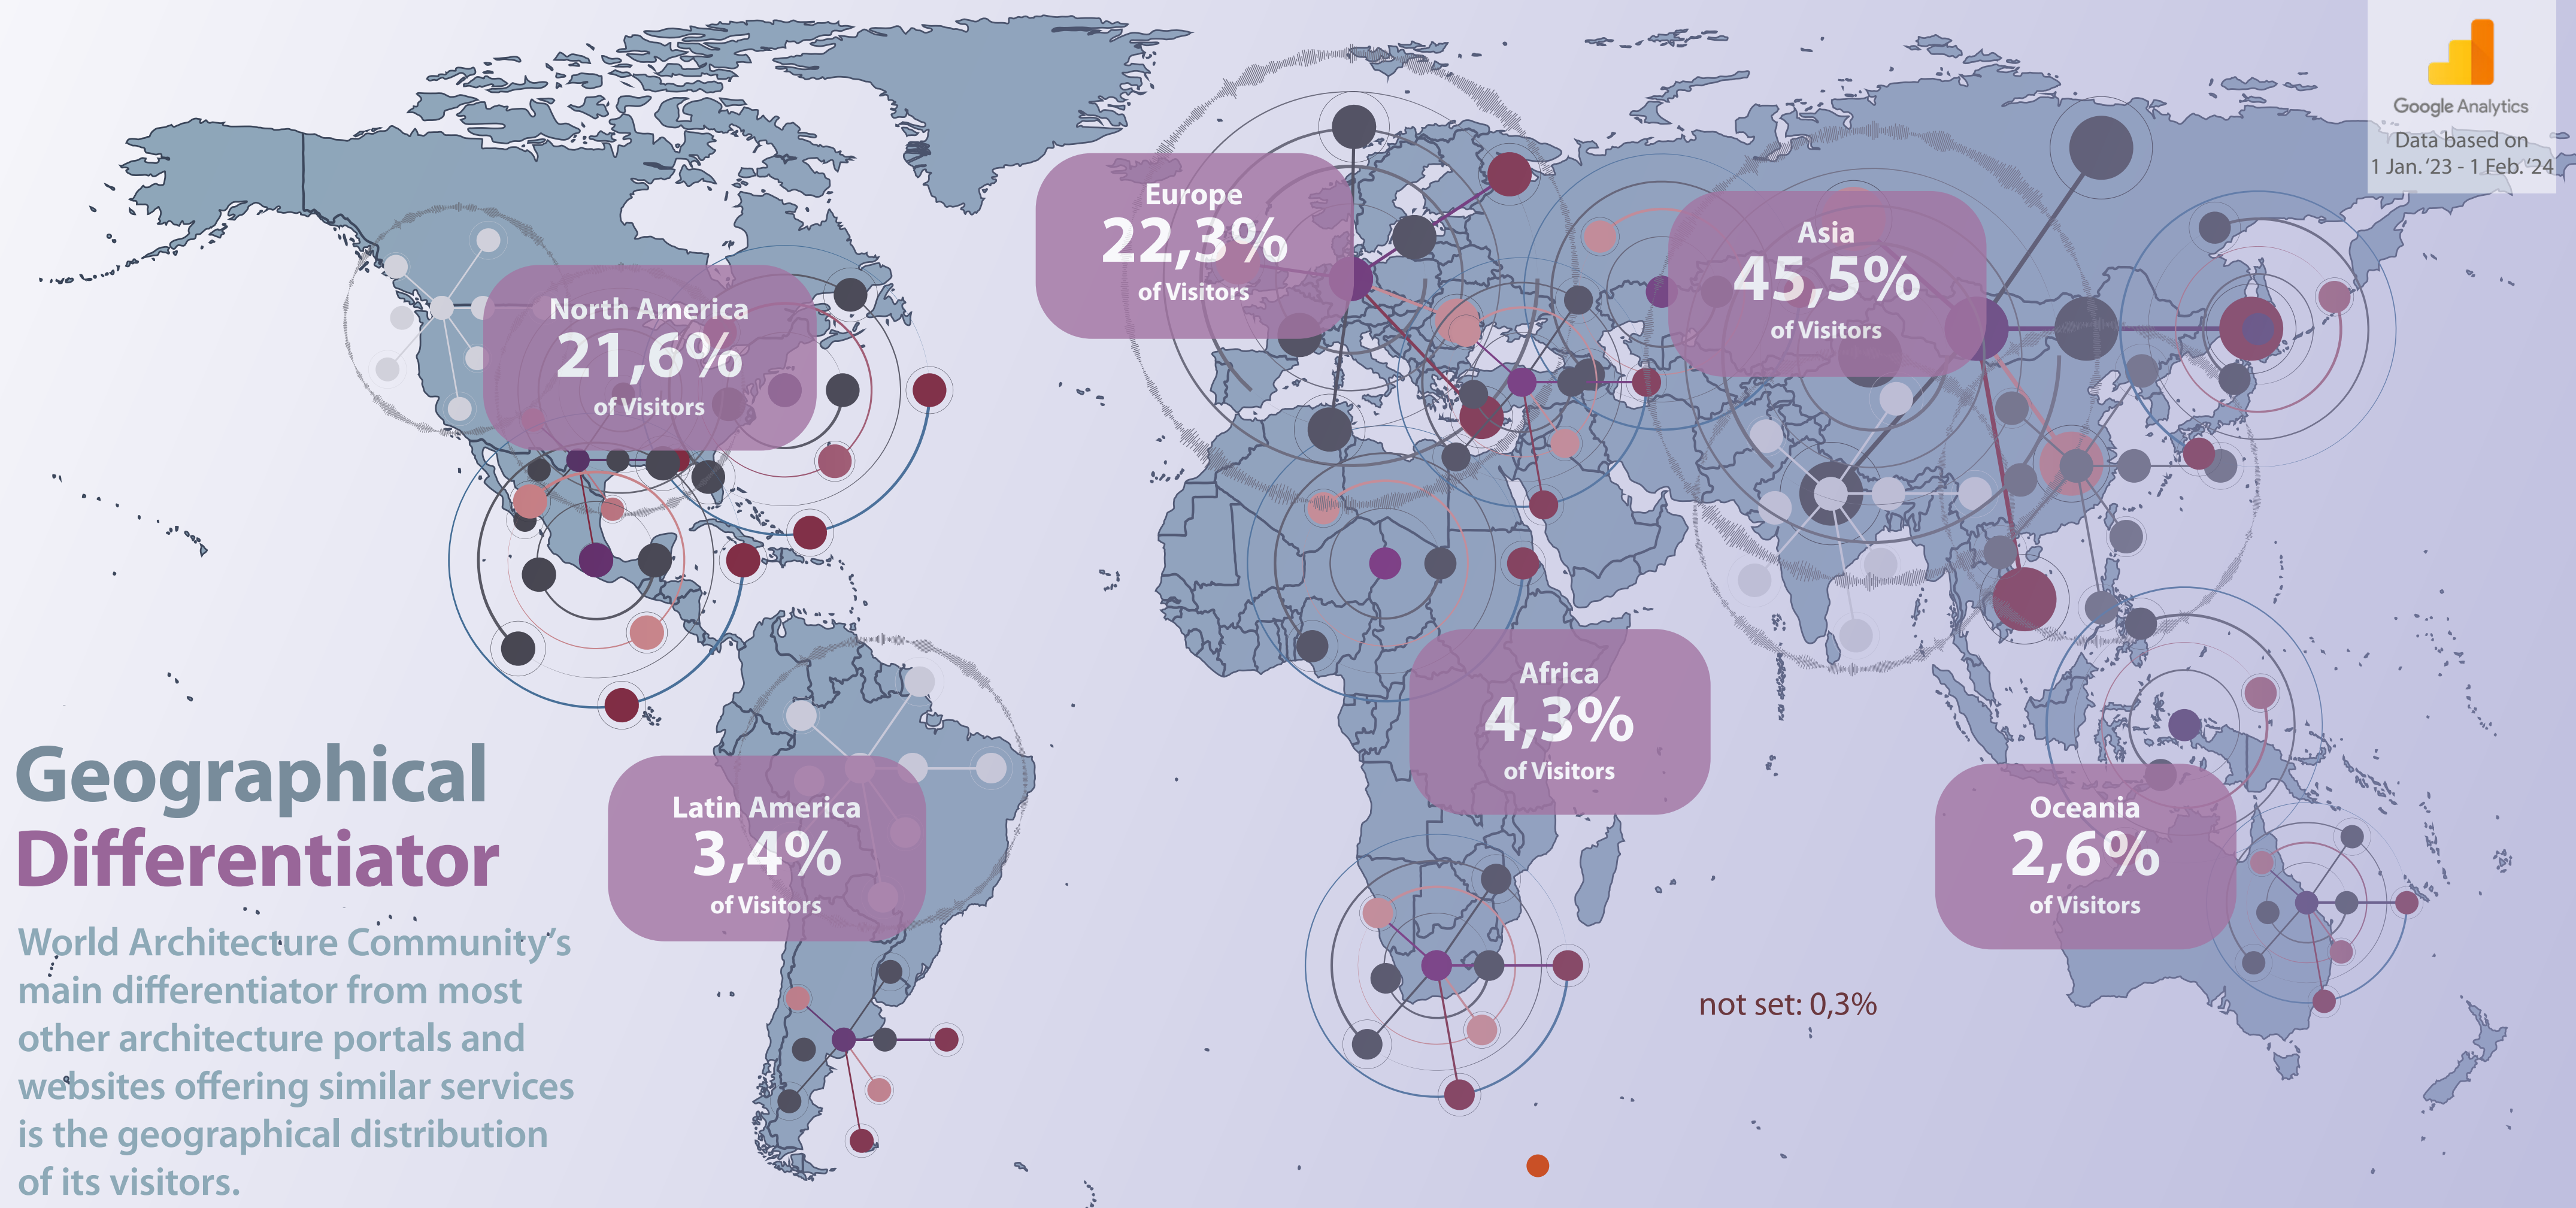 Google Analytics
Data based on
1 Jan. ‘23 - 1 Feb.‘24
Europe
22,3%
of Visitors
Asia
45,5%
of Visitors
North America
21,6%
of Visitors
Africa
4,3%
of Visitors
Latin America
3,4%
of Visitors
Oceania
2,6%
of Visitors
not set: 0,3%
Geographical
Differentiator
World Architecture Community’s
main differentiator from most
other architecture portals and
websites offering similar services
is the geographical distribution
of its visitors.